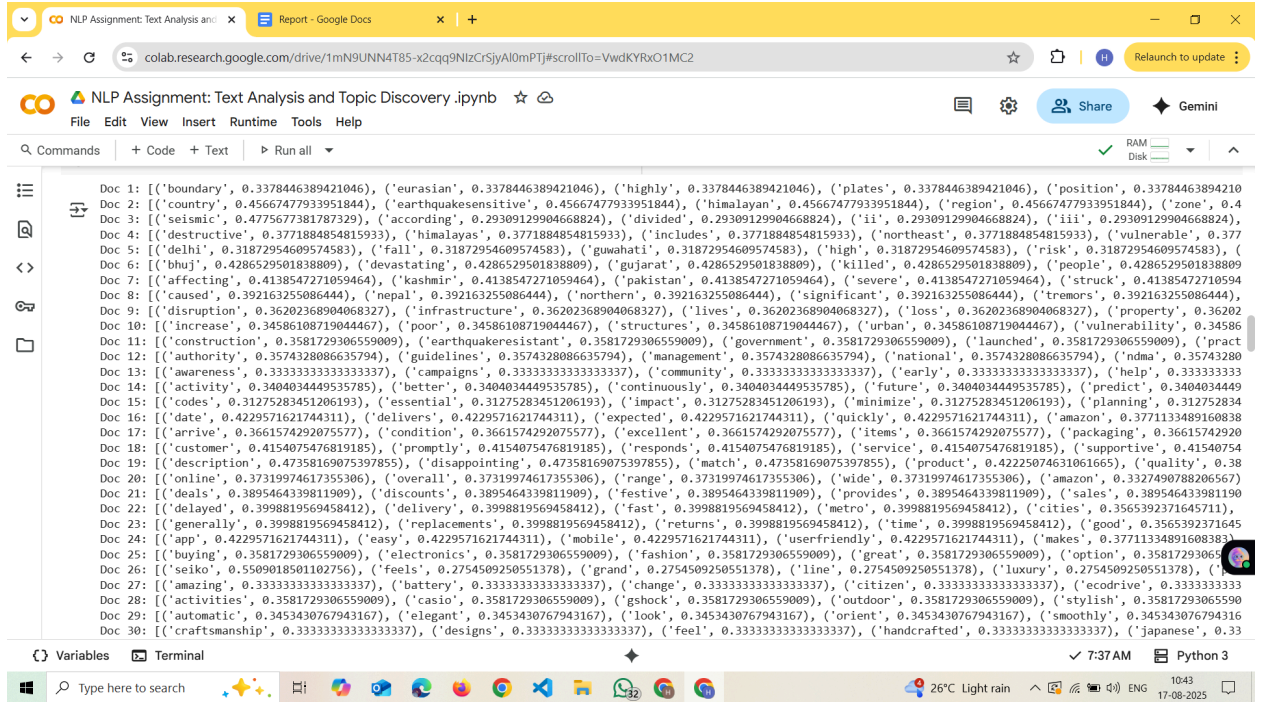 NLP Assignment: Text Analysis and
Report - Google Docs
colab.research.google.com/drive/1mN9UNN4T85-x2cqq9NIzCrSjyAl0mPTj#scrollTo=VwdKYRxO1MC2
H
Relaunch to update
NLP Assignment: Text Analysis and Topic Discovery .ipynb
Share
Gemini
File Edit View Insert Runtime Tools Help
Commands + Code + Text Run all
RAM
Disk
Doc 1: [('boundary', 0.3378446389421046), ('eurasian', 0.3378446389421046), ('highly', 0.3378446389421046), ('plates', 0.3378446389421046), ('position', 0.33784463894210
Doc 2: [('country', 0.45667477933951844), ('earthquakesensitive', 0.45667477933951844), ('himalayan', 0.45667477933951844), ('region', 0.45667477933951844), ('zone', 0.4
Doc 3: [('seismic', 0.4775677381787329), ('according', 0.29309129904668824), ('divided', 0.29309129904668824), ('ii', 0.29309129904668824), ('iii', 0.29309129904668824),
Doc 4: [('destructive', 0.3771884854815933), ('himalayas', 0.3771884854815933), ('includes', 0.3771884854815933), ('northeast', 0.3771884854815933), ('vulnerable', 0.377
Doc 5: [('delhi', 0.31872954609574583), ('fall', 0.31872954609574583), ('guwahati', 0.31872954609574583), ('high', 0.31872954609574583), ('risk', 0.31872954609574583), (
Doc 6: [('bhuj', 0.4286529501838809), ('devastating', 0.4286529501838809), ('gujarat', 0.4286529501838809), ('killed', 0.4286529501838809), ('people', 0.4286529501838809
Doc 7: [('affecting', 0.4138547271059464), ('kashmir', 0.4138547271059464), ('pakistan', 0.4138547271059464), ('severe', 0.4138547271059464), ('struck', 0.41385472710594
Doc 8: [('caused', 0.392163255086444), ('nepal', 0.392163255086444), ('northern', 0.392163255086444), ('significant', 0.392163255086444), ('tremors', 0.392163255086444),
Doc 9: [('disruption', 0.36202368904068327), ('infrastructure', 0.36202368904068327), ('lives', 0.36202368904068327), ('loss', 0.36202368904068327), ('property', 0.36202
Doc 10: [('increase', 0.34586108719044467), ('poor', 0.34586108719044467), ('structures', 0.34586108719044467), ('urban', 0.34586108719044467), ('vulnerability', 0.34586
Doc 11: [('construction', 0.3581729306559009), ('earthquakeresistant', 0.3581729306559009), ('government', 0.3581729306559009), ('launched', 0.3581729306559009), ('pract
Doc 12: [('authority', 0.3574328086635794), ('guidelines', 0.3574328086635794), ('management', 0.3574328086635794), ('national', 0.3574328086635794), ('ndma', 0.35743280
Doc 13: [('awareness', 0.33333333333333337), ('campaigns', 0.33333333333333337), ('community', 0.33333333333333337), ('early', 0.33333333333333337), ('help', 0.333333333
Doc 14: [('activity', 0.3404034449535785), ('better', 0.3404034449535785), ('continuously', 0.3404034449535785), ('future', 0.3404034449535785), ('predict', 0.3404034449
Doc 15: [('codes', 0.31275283451206193), ('essential', 0.31275283451206193), ('impact', 0.31275283451206193), ('minimize', 0.31275283451206193), ('planning', 0.312752834
Doc 16: [('date', 0.4229571621744311), ('delivers', 0.4229571621744311), ('expected', 0.4229571621744311), ('quickly', 0.4229571621744311), ('amazon', 0.3771133489160838
Doc 17: [('arrive', 0.3661574292075577), ('condition', 0.3661574292075577), ('excellent', 0.3661574292075577), ('items', 0.3661574292075577), ('packaging', 0.36615742920
Doc 18: [('customer', 0.4154075476819185), ('promptly', 0.4154075476819185), ('responds', 0.4154075476819185), ('service', 0.4154075476819185), ('supportive', 0.41540754
Doc 19: [('description', 0.47358169075397855), ('disappointing', 0.47358169075397855), ('match', 0.47358169075397855), ('product', 0.42225074631061665), ('quality', 0.38
Doc 20: [('online', 0.37319974617355306), ('overall', 0.37319974617355306), ('range', 0.37319974617355306), ('wide', 0.37319974617355306), ('amazon', 0.3327490788206567)
Doc 21: [('deals', 0.3895464339811909), ('discounts', 0.3895464339811909), ('festive', 0.3895464339811909), ('provides', 0.3895464339811909), ('sales', 0.38954643398190
Doc 22: [('delayed', 0.3998819569458412), ('delivery', 0.3998819569458412), ('fast', 0.3998819569458412), ('metro', 0.3998819569458412), ('cities', 0.3565392371645711),
Doc 23: [('generally', 0.3998819569458412), ('replacements', 0.3998819569458412), ('returns', 0.3998819569458412), ('time', 0.3998819569458412), ('good', 0.3565392371645
Doc 24: [('app', 0.4229571621744311), ('easy', 0.4229571621744311), ('mobile', 0.4229571621744311), ('userfriendly', 0.4229571621744311), ('makes', 0.37711334891608383)
Doc 25: [('buying', 0.3581729306559009), ('electronics', 0.3581729306559009), ('fashion', 0.3581729306559009), ('great', 0.3581729306559009), ('option', 0.3581729306
Doc 26: [('seiko', 0.5509018501102756), ('feels', 0.2754509250551378), ('grand', 0.2754509250551378), ('line', 0.2754509250551378), ('luxury', 0.2754509250551378), ('
Doc 27: [('amazing', 0.33333333333333337), ('battery', 0.33333333333333337), ('change', 0.33333333333333337), ('citizen', 0.33333333333333337), ('ecodrive', 0.3333333333
Doc 28: [('activities', 0.3581729306559009), ('casio', 0.3581729306559009), ('gshock', 0.3581729306559009), ('outdoor', 0.3581729306559009), ('stylish', 0.35817293065590
Doc 29: [('automatic', 0.3453430767943167), ('elegant', 0.3453430767943167), ('look', 0.3453430767943167), ('orient', 0.3453430767943167), ('smoothly', 0.345343076794316
Doc 30: [('craftsmanship', 0.33333333333333337), ('designs', 0.33333333333333337), ('feel', 0.33333333333333337), ('handcrafted', 0.33333333333333337), ('japanese', 0.33
Variables Terminal
7:37 AM Python 3
Type here to search
32
4
26°C Light rain
ENG
10:43
17-08-2025